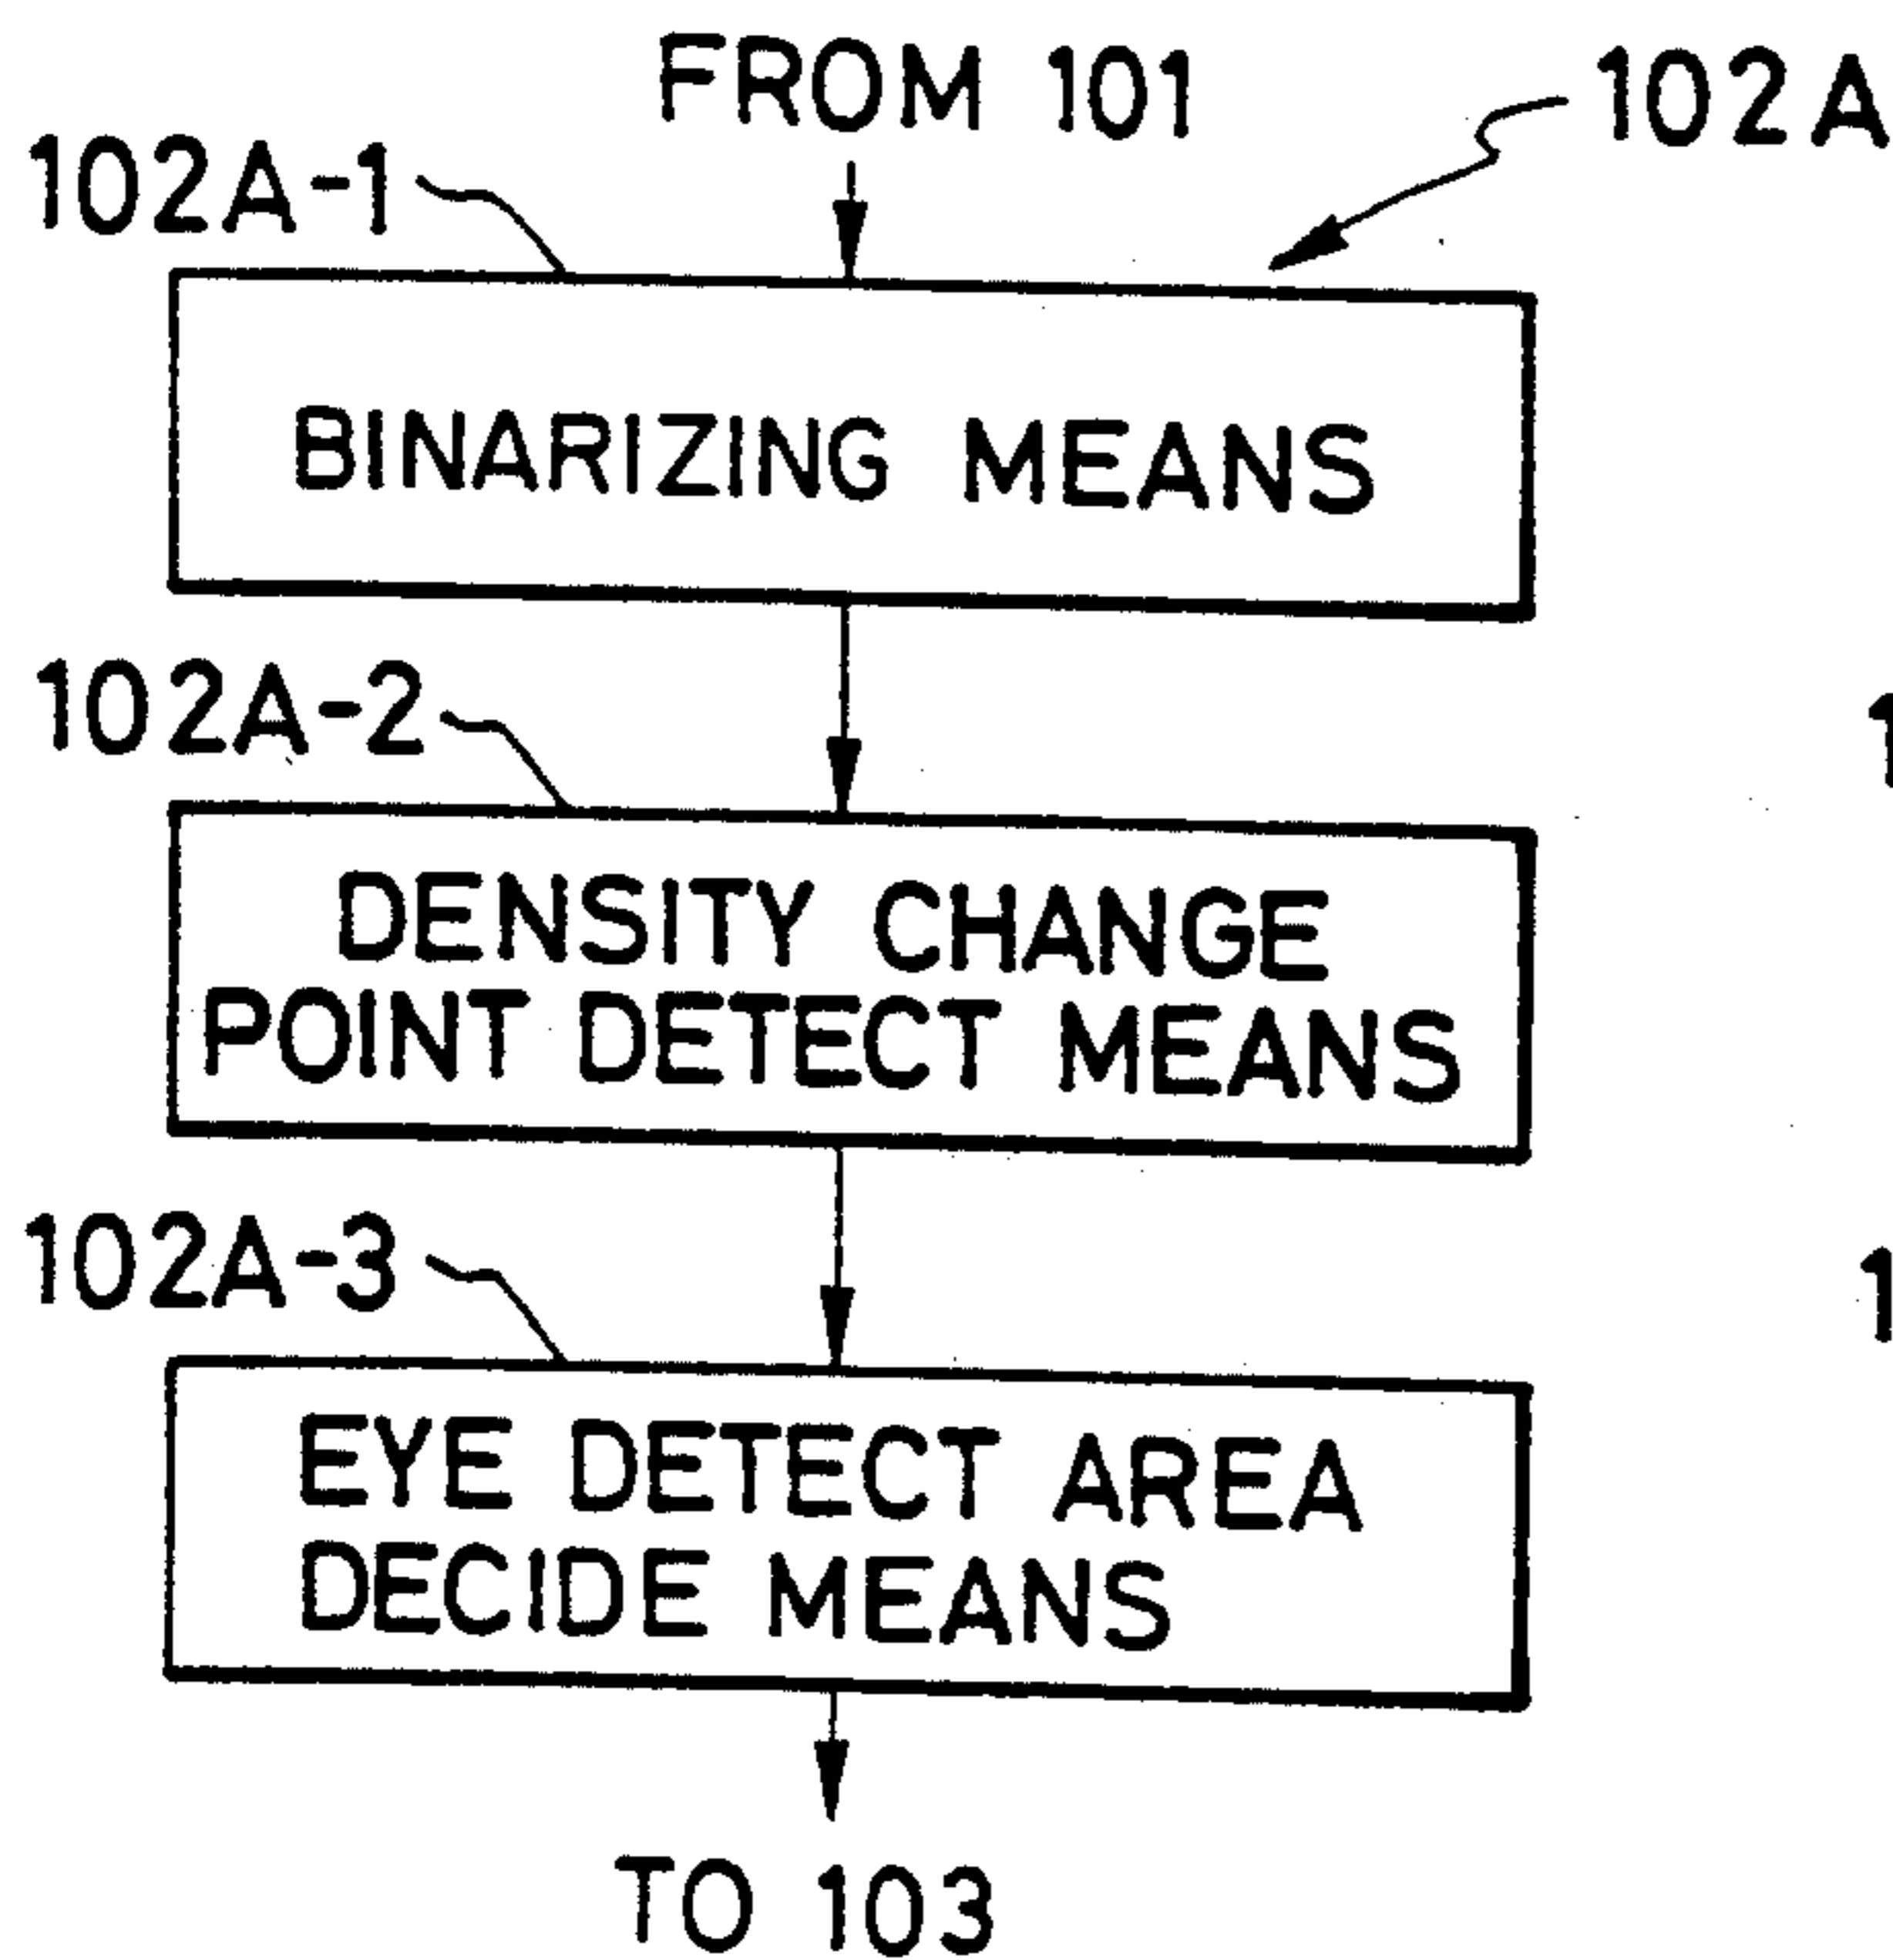 FROM 101
102A
102A-1
BINARIZING MEANS
102A-2
DENSITY CHANGE
POINT DETECT MEANS
102A-3
EYE DETECT AREA
DECIDE MEANS
TO 103